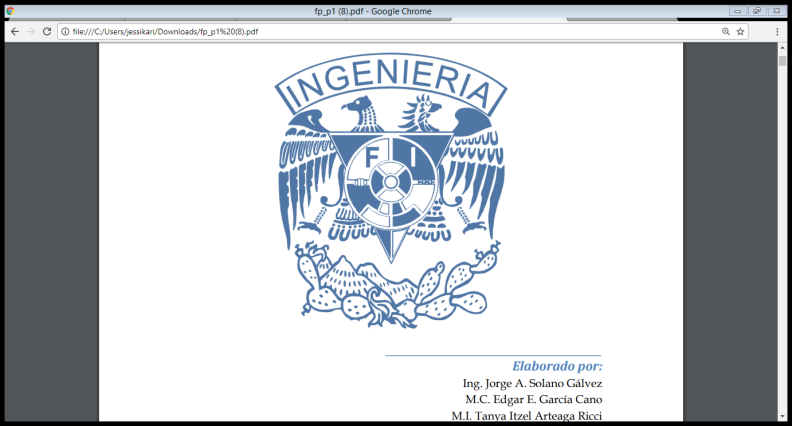 fp_p1 (8).pdf - Google Chrome
file:///C:/Users/jessikari/Downloads/fp_p1%20(8).pdf
INGENIERIA
F I
Elaborado por:
Ing. Jorge A. Solano Gálvez
M.C. Edgar E. García Cano
M.I. Tanya Itzel Arteaga Ricci